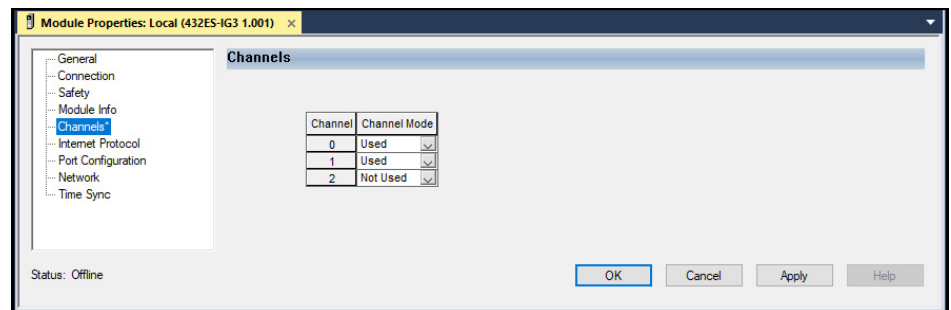 Module Properties: Local (432ES-IG3 1.001) ×
General
Connection
Safety
Module Info
Channels*
Internet Protocol
Port Configuration
Network
Time Sync
Channels
Channel Channel Mode
0 Used
1 Used
2 Not Used
Status: Offline
OK Cancel Apply Help